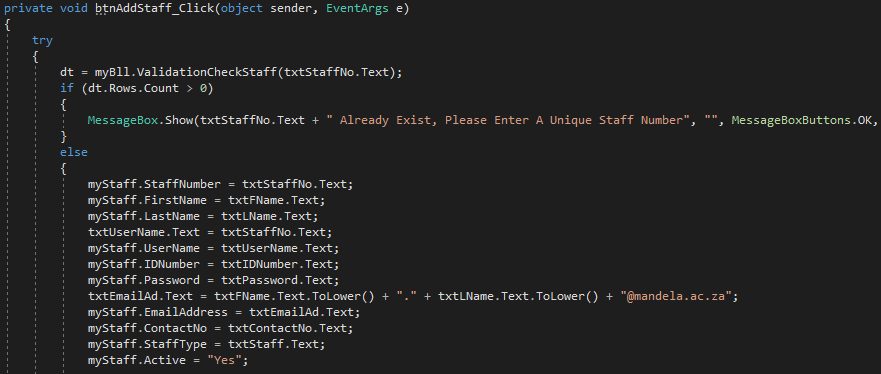 private void btnAddStaff_Click(object sender, EventArgs e)
{
try
{
dt = myBll.ValidationCheckStaff(txtStaffNo.Text);
if (dt.Rows.Count > 0)
{
MessageBox.Show(txtStaffNo.Text + " Already Exist, Please Enter A Unique Staff Number", "", MessageBoxButtons.OK,
}
else
{
myStaff.StaffNumber = txtStaffNo.Text;
myStaff.FirstName = txtFName.Text;
myStaff.LastName = txtLName.Text;
txtUserName.Text = txtStaffNo.Text;
myStaff.UserName = txtUserName.Text;
myStaff.IDNumber = txtIDNumber.Text;
myStaff.Password = txtPassword.Text;
txtEmailAd.Text = txtFName.Text.ToLower() + "." + txtLName.Text.ToLower() + "@mandela.ac.za";
myStaff.EmailAddress = txtEmailAd.Text;
myStaff.ContactNo = txtContactNo.Text;
myStaff.StaffType = txtStaff.Text;
myStaff.Active = "Yes";